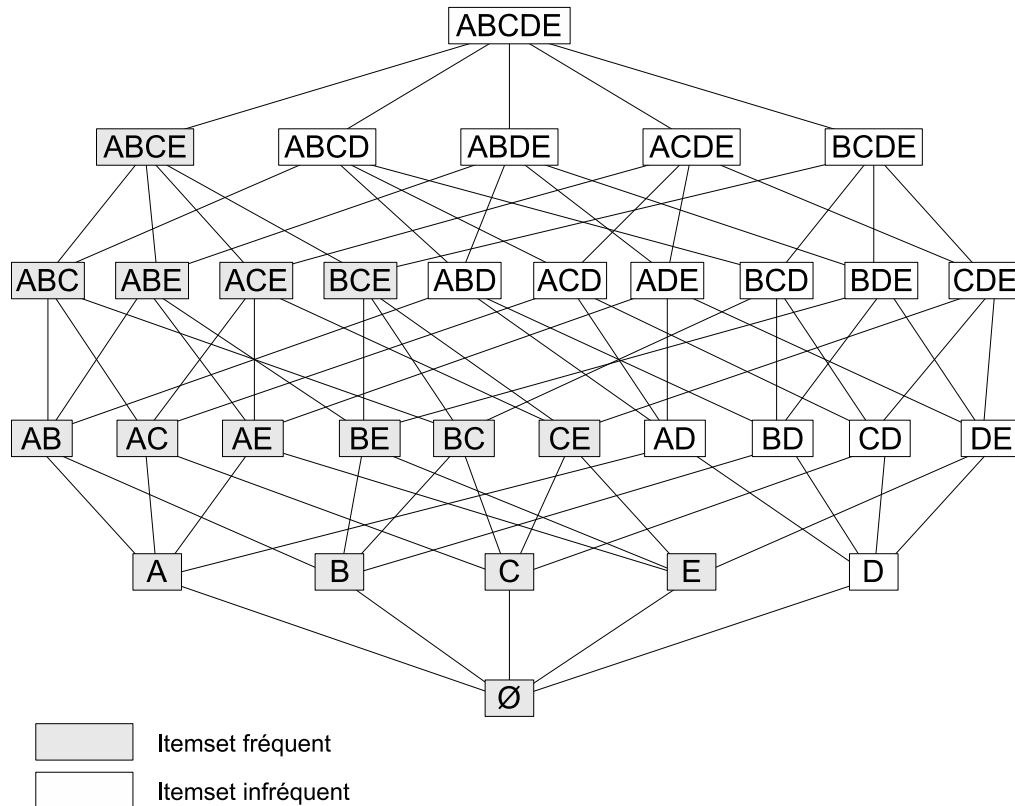 ABCDE
ABCE ABCD ABDE ACDE BCDE
ABC ABE ACE BCE ABD ACD ADE BCD BDE CDE
AB AC AE BE BC CE AD BD CD DE
A B C E D
Ø
Itemset fréquent
Itemset infréquent